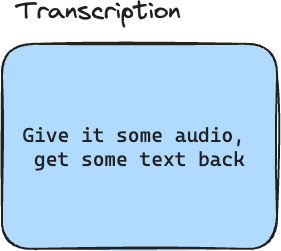 Transcription
Give it some audio,
get some text back